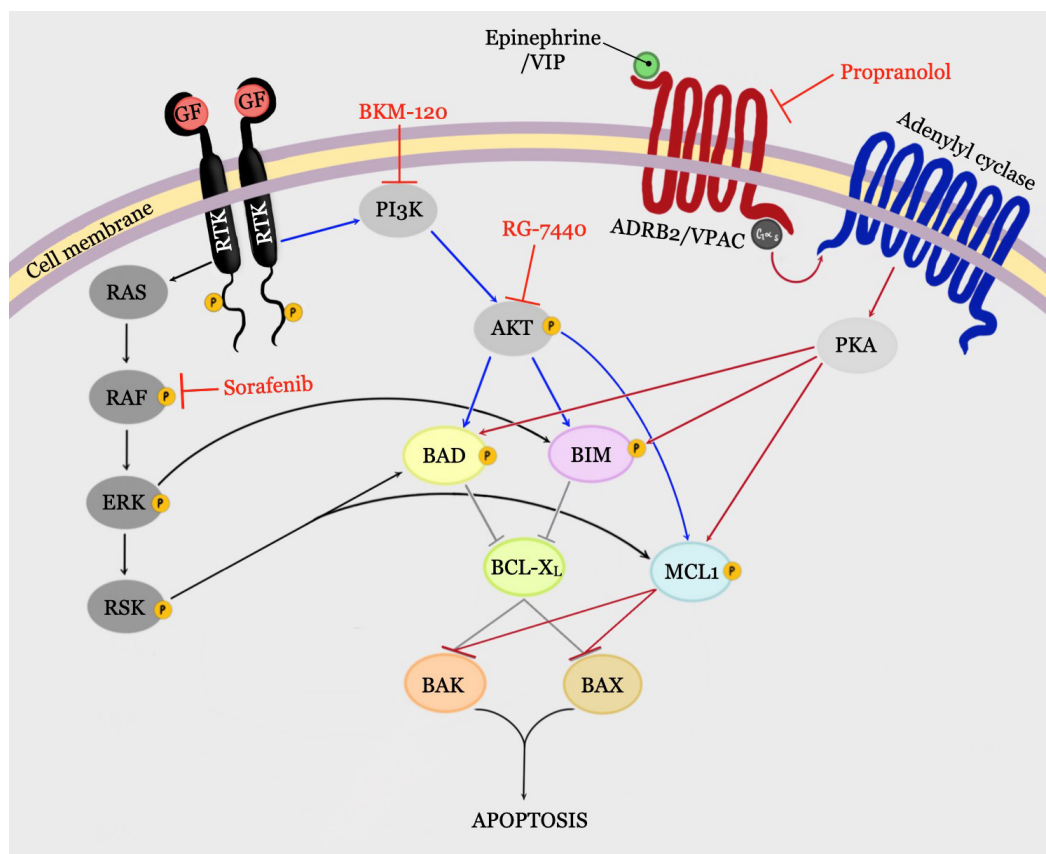 Epinephrine
/VIP
Propranolol
GF
GF
BKM-120
Adenylyl cyclase
RTK
RTK
PI3K
Cell membrane
RG-7440
ADRB2/VPAC
Gαs
RAS
P
P
AKT
P
PKA
RAF
P
Sorafenib
BAD
P
BIM
P
ERK
P
BCL-XL
MCL1
P
RSK
P
BAK
BAX
APOPTOSIS